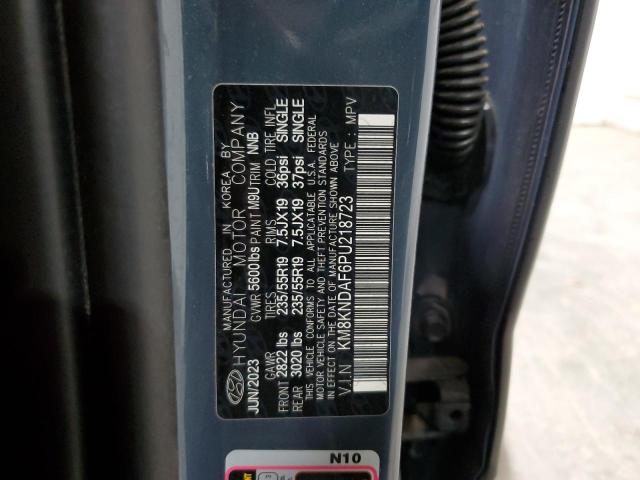 MANUFACTURED IN KOREA BY
HYUNDAI MOTOR COMPANY
JUN/2023 GVWR 5600lbs PAINT M9U TRIM NNB
GAWR TIRES RIMS COLD TIRE INFL
FRONT 2822 lbs 235/55R19 7.5JX19 36psi SINGLE
REAR 3020 lbs 235/55R19 7.5JX19 37psi SINGLE
THIS VEHICLE CONFORMS TO ALL APPLICABLE U.S.A. FEDERAL
MOTOR VEHICLE SAFETY AND THEFT PREVENTION STANDARDS
IN EFFECT ON THE DATE OF MANUFACTURE SHOWN ABOVE
V.I.N KM8KNDAF6PU218723 TYPE : MPV
N10